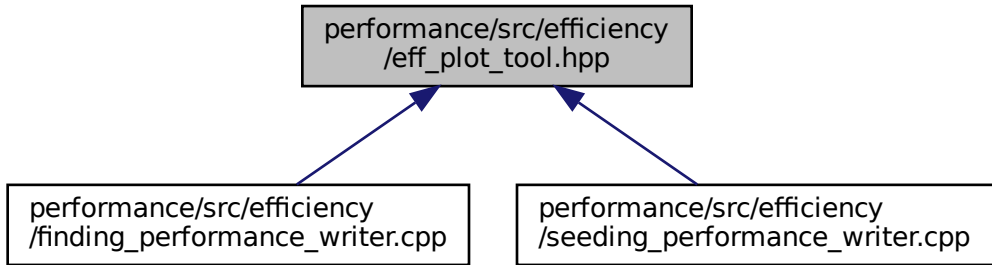 performance/src/efficiency
/eff_plot_tool.hpp
performance/src/efficiency
/finding_performance_writer.cpp
performance/src/efficiency
/seeding_performance_writer.cpp